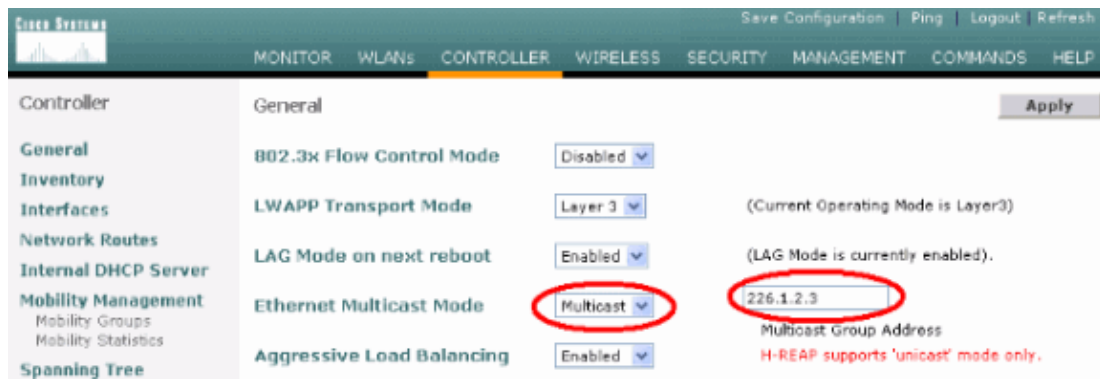 CISCO SYSTEMS
Save Configuration | Ping | Logout | Refresh
MONITOR WLANs CONTROLLER WIRELESS SECURITY MANAGEMENT COMMANDS HELP
Controller
General
Inventory
Interfaces
Network Routes
Internal DHCP Server
Mobility Management
Mobility Groups
Mobility Statistics
Spanning Tree
General
Apply
802.3x Flow Control Mode Disabled
LWAPP Transport Mode Layer 3 (Current Operating Mode is Layer3)
LAG Mode on next reboot Enabled (LAG Mode is currently enabled).
Ethernet Multicast Mode Multicast 226.1.2.3
Multicast Group Address
H-REAP supports 'unicast' mode only.
Aggressive Load Balancing Enabled